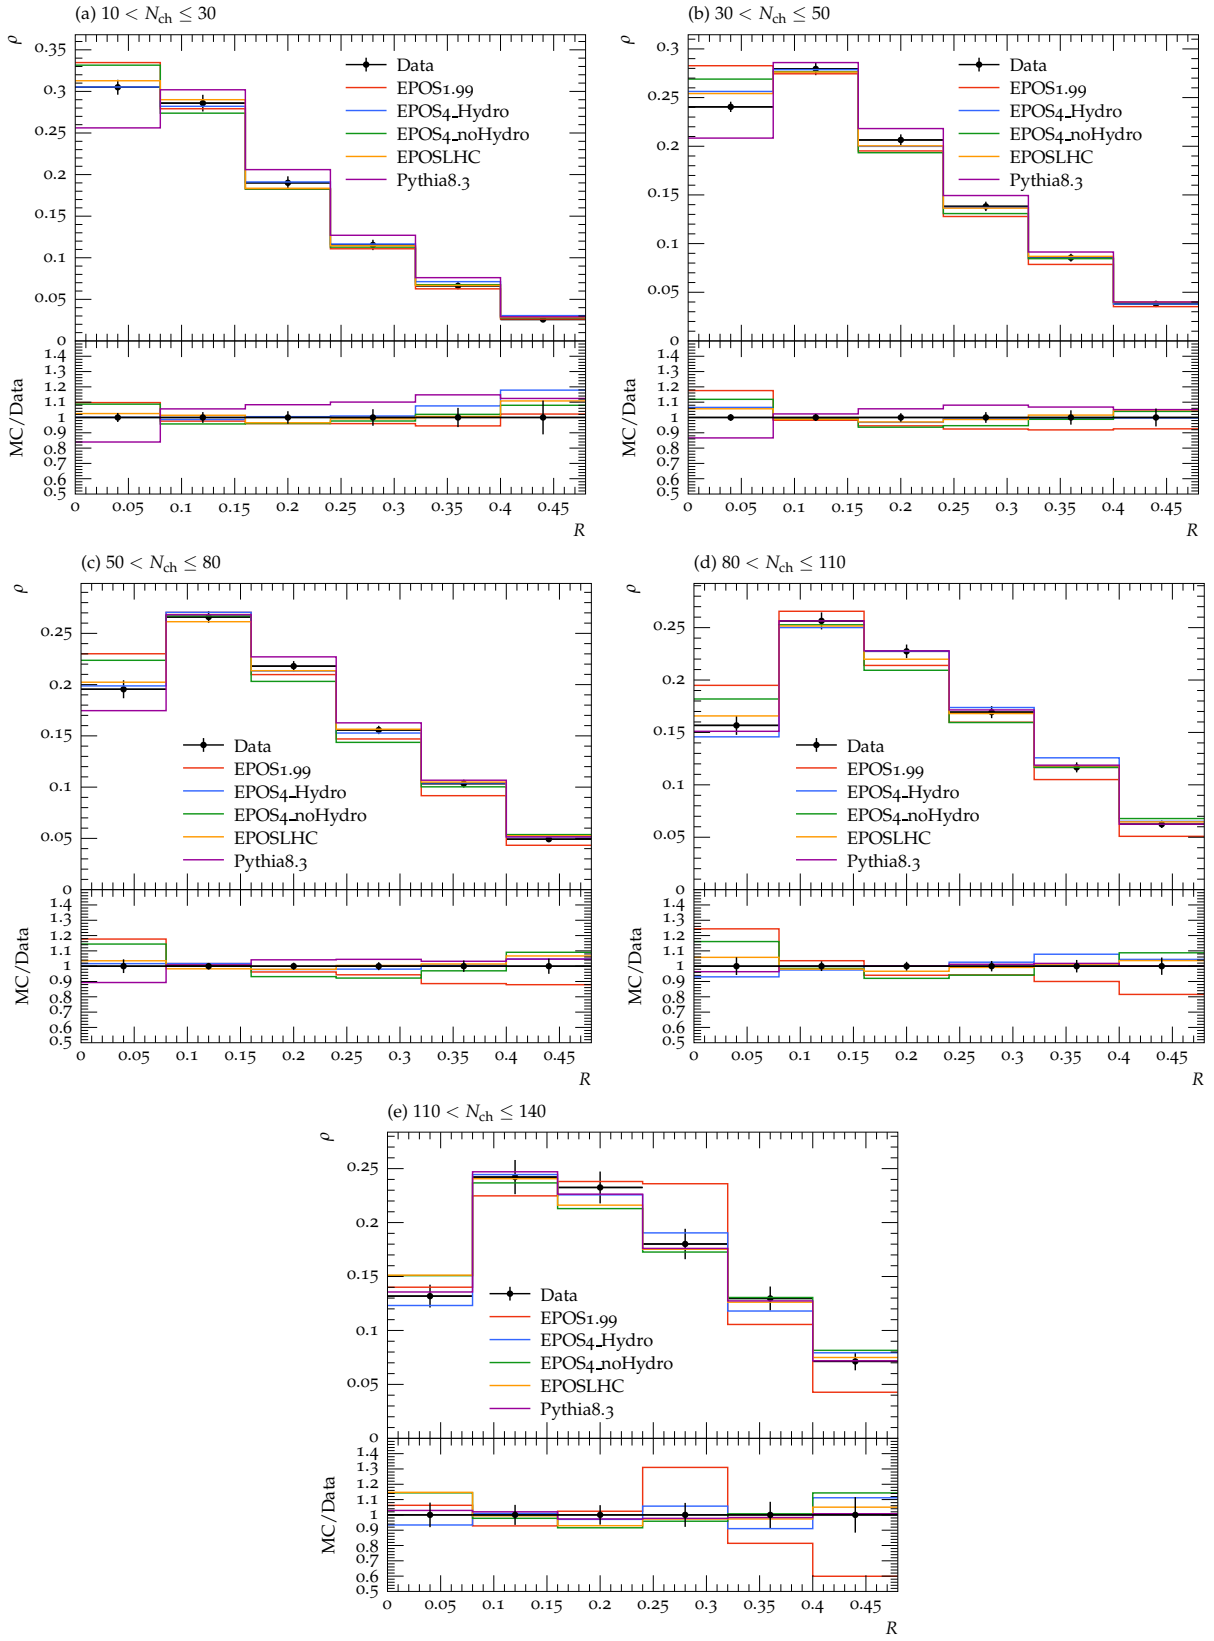 (a) 10 < Nch ≤ 30
ρ
0.35
0.3
0.25
0.2
0.15
0.1
0.05
0
Data
EPOS1.99
EPOS4_Hydro
EPOS4_noHydro
EPOSLHC
Pythia8.3
MC/Data
1.4
1.3
1.2
1.1
1
0.9
0.8
0.7
0.6
0.5
0 0.05 0.1 0.15 0.2 0.25 0.3 0.35 0.4 0.45
R
(b) 30 < Nch ≤ 50
ρ
0.3
0.25
0.2
0.15
0.1
0.05
0
Data
EPOS1.99
EPOS4_Hydro
EPOS4_noHydro
EPOSLHC
Pythia8.3
MC/Data
1.4
1.3
1.2
1.1
1
0.9
0.8
0.7
0.6
0.5
0 0.05 0.1 0.15 0.2 0.25 0.3 0.35 0.4 0.45
R
(c) 50 < Nch ≤ 80
ρ
0.25
0.2
0.15
0.1
0.05
0
Data
EPOS1.99
EPOS4_Hydro
EPOS4_noHydro
EPOSLHC
Pythia8.3
MC/Data
1.4
1.3
1.2
1.1
1
0.9
0.8
0.7
0.6
0.5
0 0.05 0.1 0.15 0.2 0.25 0.3 0.35 0.4 0.45
R
(d) 80 < Nch ≤ 110
ρ
0.25
0.2
0.15
0.1
0.05
0
Data
EPOS1.99
EPOS4_Hydro
EPOS4_noHydro
EPOSLHC
Pythia8.3
MC/Data
1.4
1.3
1.2
1.1
1
0.9
0.8
0.7
0.6
0.5
0 0.05 0.1 0.15 0.2 0.25 0.3 0.35 0.4 0.45
R
(e) 110 < Nch ≤ 140
ρ
0.25
0.2
0.15
0.1
0.05
0
Data
EPOS1.99
EPOS4_Hydro
EPOS4_noHydro
EPOSLHC
Pythia8.3
MC/Data
1.4
1.3
1.2
1.1
1
0.9
0.8
0.7
0.6
0.5
0 0.05 0.1 0.15 0.2 0.25 0.3 0.35 0.4 0.45
R